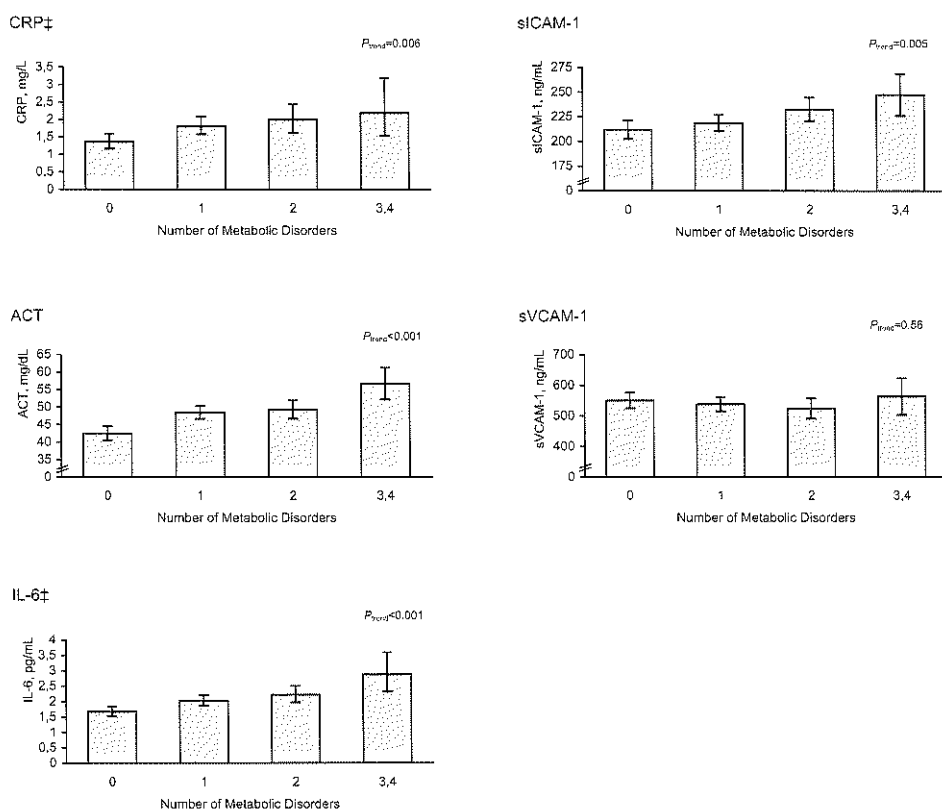 CRP‡
P trend=0.006
CRP, mg/L
3,5
3
2,5
2
1,5
1
0,5
0
0 1 2 3,4
Number of Metabolic Disorders
sICAM-1
P trend=0.005
sICAM-1, ng/mL
275
250
225
200
175
0
0 1 2 3,4
Number of Metabolic Disorders
ACT
P trend<0.001
ACT, mg/dL
65
60
55
50
45
40
35
0
0 1 2 3,4
Number of Metabolic Disorders
sVCAM-1
P trend=0.56
sVCAM-1, ng/mL
700
600
500
400
0
0 1 2 3,4
Number of Metabolic Disorders
IL-6‡
P trend<0.001
IL-6, pg/mL
4
3,5
3
2,5
2
1,5
1
0,5
0
0 1 2 3,4
Number of Metabolic Disorders